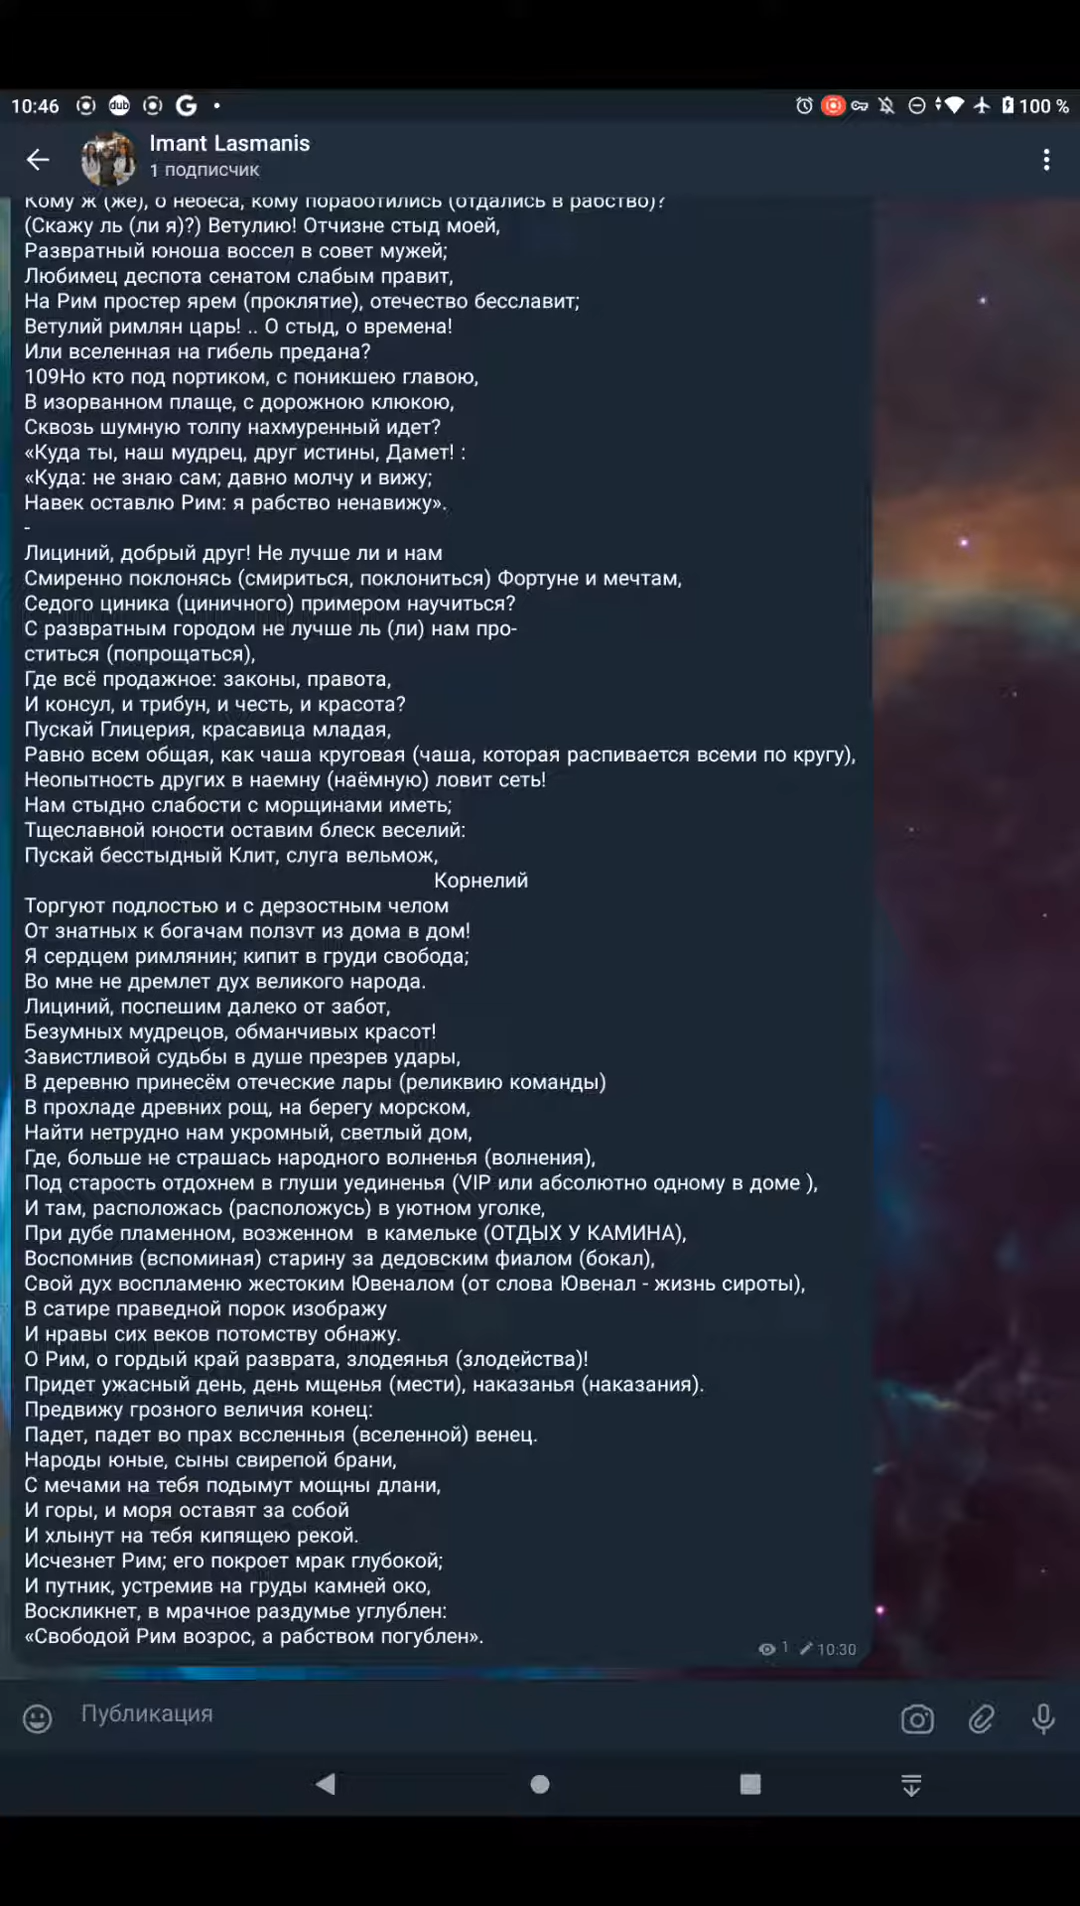 10:46
dub
G
100 %
Imant Lasmanis
1 подписчик
Кому ж (же), о небеса, кому поработились (отдались в рабство)?
(Скажу ль (ли я)?) Ветулию! Отчизне стыд моей,
Развратный юноша воссел в совет мужей;
Любимец деспота сенатом слабым правит,
На Рим простер ярем (проклятие), отечество бесславит;
Ветулий римлян царь! .. О стыд, о времена!
Или вселенная на гибель предана?
109Но кто под nортиком, с поникшею главою,
В изорванном плаще, с дорожною клюкою,
Сквозь шумную толпу нахмуренный идет?
«Куда ты, наш мудрец, друг истины, Дамет! :
«Куда: не знаю сам; давно молчу и вижу;
Навек оставлю Рим: я рабство ненавижу».
-
Лициний, добрый друг! Не лучше ли и нам
Смиренно поклонясь (смириться, поклониться) Фортуне и мечтам,
Седого циника (циничного) примером научиться?
С развратным городом не лучше ль (ли) нам про-
ститься (попрощаться),
Где всё продажное: законы, правота,
И консул, и трибун, и честь, и красота?
Пускай Глицерия, красавица младая,
Равно всем общая, как чаша круговая (чаша, которая распивается всеми по кругу),
Неопытность других в наемну (наёмную) ловит сеть!
Нам стыдно слабости с морщинами иметь;
Тщеславной юности оставим блеск веселий:
Пускай бесстыдный Клит, слуга вельмож,
Корнелий
Торгуют подлостью и с дерзостным челом
От знатных к богачам ползvт из дома в дом!
Я сердцем римлянин; кипит в груди свобода;
Во мне не дремлет дух великого народа.
Лициний, поспешим далеко от забот,
Безумных мудрецов, обманчивых красот!
Завистливой судьбы в душе презрев удары,
В деревню принесём отеческие лары (реликвию команды)
В прохладе древних рощ, на берегу морском,
Найти нетрудно нам укромный, светлый дом,
Где, больше не страшась народного волненья (волнения),
Под старость отдохнем в глуши уединенья (VIP или абсолютно одному в доме ),
И там, расположась (расположусь) в уютном уголке,
При дубе пламенном, возженном  в камельке (ОТДЫХ У КАМИНА),
Воспомнив (вспоминая) старину за дедовским фиалом (бокал),
Свой дух воспламеню жестоким Ювеналом (от слова Ювенал - жизнь сироты),
В сатире праведной порок изображу
И нравы сих веков потомству обнажу.
О Рим, о гордый край разврата, злодеянья (злодейства)!
Придет ужасный день, день мщенья (мести), наказанья (наказания).
Предвижу грозного величия конец:
Падет, падет во прах вссленныя (вселенной) венец.
Народы юные, сыны свирепой брани,
С мечами на тебя подымут мощны длани,
И горы, и моря оставят за собой
И хлынут на тебя кипящею рекой.
Исчезнет Рим; его покроет мрак глубокой;
И путник, устремив на груды камней око,
Воскликнет, в мрачное раздумье углублен:
«Свободой Рим возрос, а рабством погублен».
1 10:30
Публикация